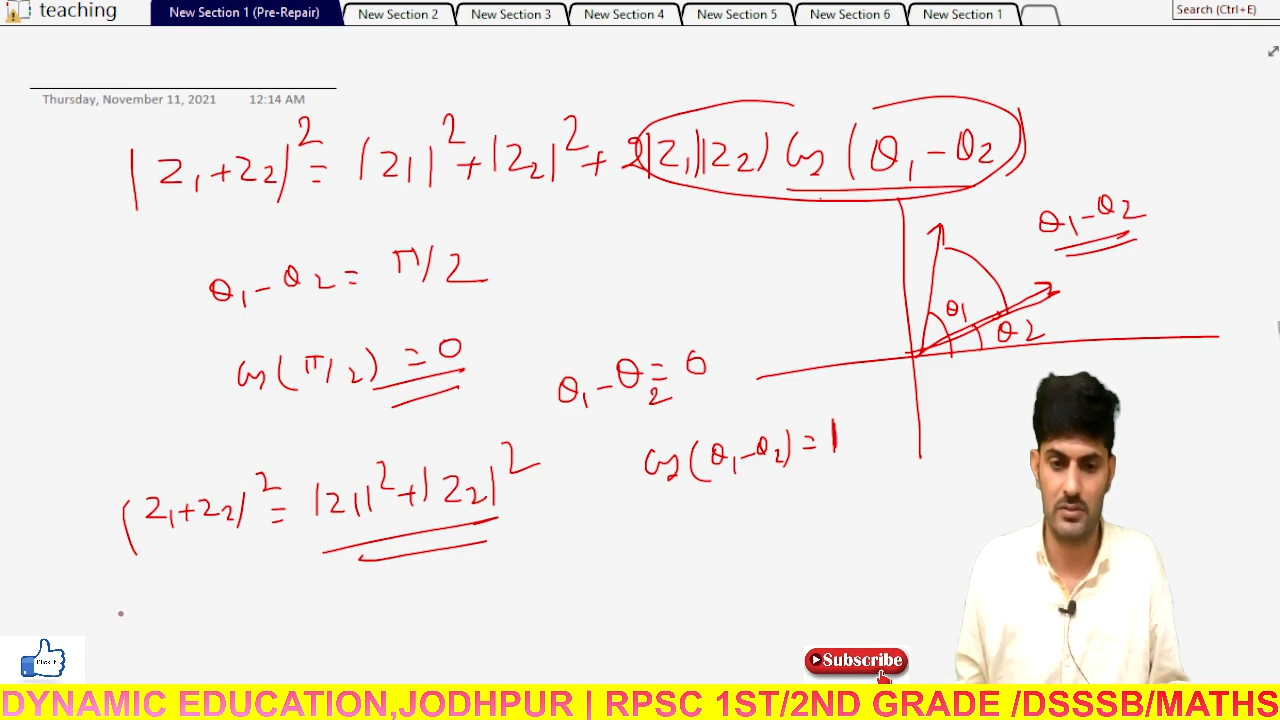 teaching
New Section 1 (Pre-Repair)
New Section 2
New Section 3
New Section 4
New Section 5
New Section 6
New Section 1
Search (Ctrl+E)
Thursday, November 11, 2021 12:14 AM
|z₁+z₂|² = |z₁|² + |z₂|² + 2|z₁||z₂| Cos (θ₁-θ₂)
θ₁-θ₂
θ₁-θ₂ = π/2
θ₁
θ₂
Cos(π/2) = 0
θ₁-θ₂ = 0
Cos(θ₁-θ₂) = 1
|z₁+z₂|² = |z₁|²+|z₂|²
Click it
Subscribe
DYNAMIC EDUCATION,JODHPUR | RPSC 1ST/2ND GRADE /DSSSB/MATHS